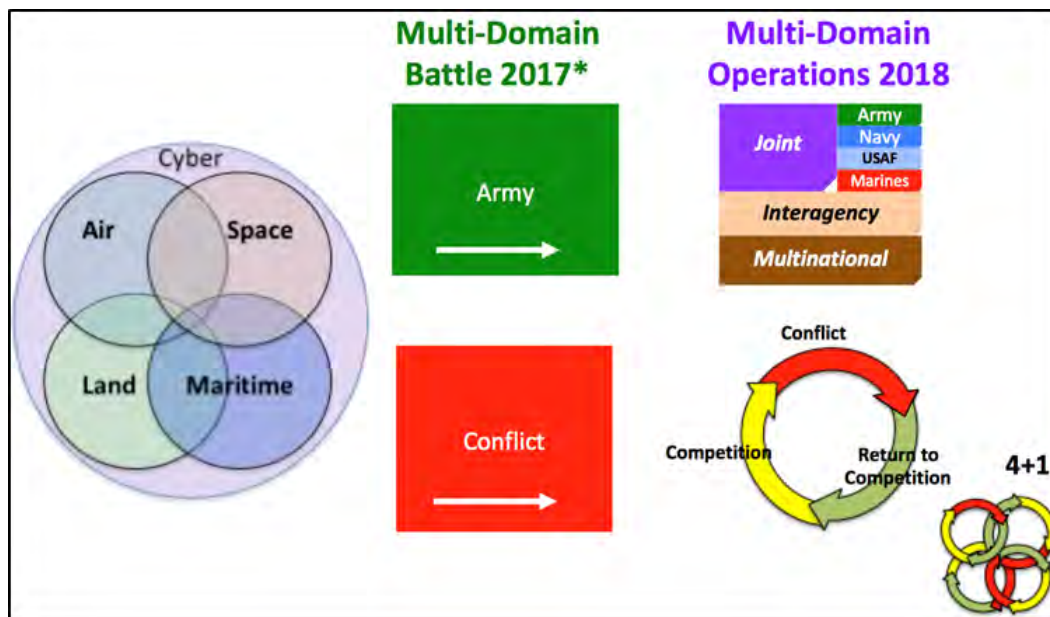 Multi-Domain
Battle 2017*
Multi-Domain
Operations 2018
Cyber
Air
Space
Land
Maritime
Army
Conflict
Joint
Army
Navy
USAF
Marines
Interagency
Multinational
Conflict
Competition
Return to
Competition
4+1